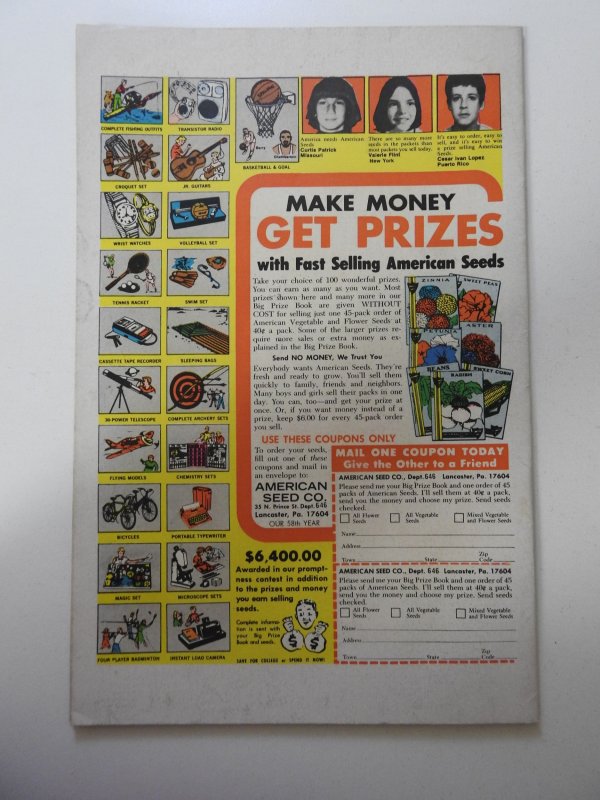 COMPLETE FISHING OUTFITS
TRANSISTOR RADIO
CROQUET SET
JR. GUITARS
WRIST WATCHES
VOLLEYBALL SET
TENNIS RACKET
SWIM SET
CASSETTE TAPE RECORDER
SLEEPING BAGS
30-POWER TELESCOPE
COMPLETE ARCHERY SETS
FLYING MODELS
CHEMISTRY SETS
BICYCLES
PORTABLE TYPEWRITER
MAGIC SET
MICROSCOPE SETS
FOUR PLAYER BADMINTON
INSTANT LOAD CAMERA
Barry
Chamberlain
BASKETBALL & GOAL
America needs American
Seeds
Curtis Patrick
Missouri
There are so many more
seeds in the packets than
most packets you sell today.
Valerie Flint
New York
It's easy to order, easy to
sell, and it's easy to win
a prize selling American
Seeds.
Cesar Ivan Lopez
Puerto Rico
MAKE MONEY
GET PRIZES
with Fast Selling American Seeds
Take your choice of 100 wonderful prizes.
You can earn as many as you want. Most
prizes shown here and many more in our
Big Prize Book are given WITHOUT
COST for selling just one 45-pack order of
American Vegetable and Flower Seeds at
40¢ a pack. Some of the larger prizes re-
quire more sales or extra money as ex-
plained in the Big Prize Book.
Send NO MONEY, We Trust You
Everybody wants American Seeds. They're
fresh and ready to grow. You'll sell them
quickly to family, friends and neighbors.
Many boys and girls sell their packs in one
day. You can, too—and get your prize at
once. Or, if you want money instead of a
prize, keep $6.00 for every 45-pack order
you sell.
ZINNIA
SWEET PEAS
PETUNIA
ASTER
BEANS
RADISH
SWEET CORN
USE THESE COUPONS ONLY
To order your seeds,
fill out one of these
coupons and mail in
an envelope to:
AMERICAN
SEED CO.
35 N. Prince St. Dept. 646
Lancaster, Pa. 17604
OUR 58th YEAR
MAIL ONE COUPON TODAY
Give the Other to a Friend
AMERICAN SEED CO., Dept. 646 Lancaster, Pa. 17604
Please send me your Big Prize Book and one order of 45
packs of American Seeds. I'll sell them at 40¢ a pack,
send you the money and choose my prize. Send seeds
checked.
All Flower
Seeds
All Vegetable
Seeds
Mixed Vegetable
and Flower Seeds
Name
Address
Town State Zip Code
AMERICAN SEED CO., Dept. 646 Lancaster, Pa. 17604
Please send me your Big Prize Book and one order of 45
packs of American Seeds. I'll sell them at 40¢ a pack,
send you the money and choose my prize. Send seeds
checked.
All Flower
Seeds
All Vegetable
Seeds
Mixed Vegetable
and Flower Seeds
Name
Address
Town State Zip Code
$6,400.00
Awarded in our prompt-
ness contest in addition
to the prizes and money
you earn selling
seeds.
Complete informa-
tion is sent with
your Big Prize
Book and seeds.
$ $
SAVE FOR COLLEGE or SPEND IT NOW!